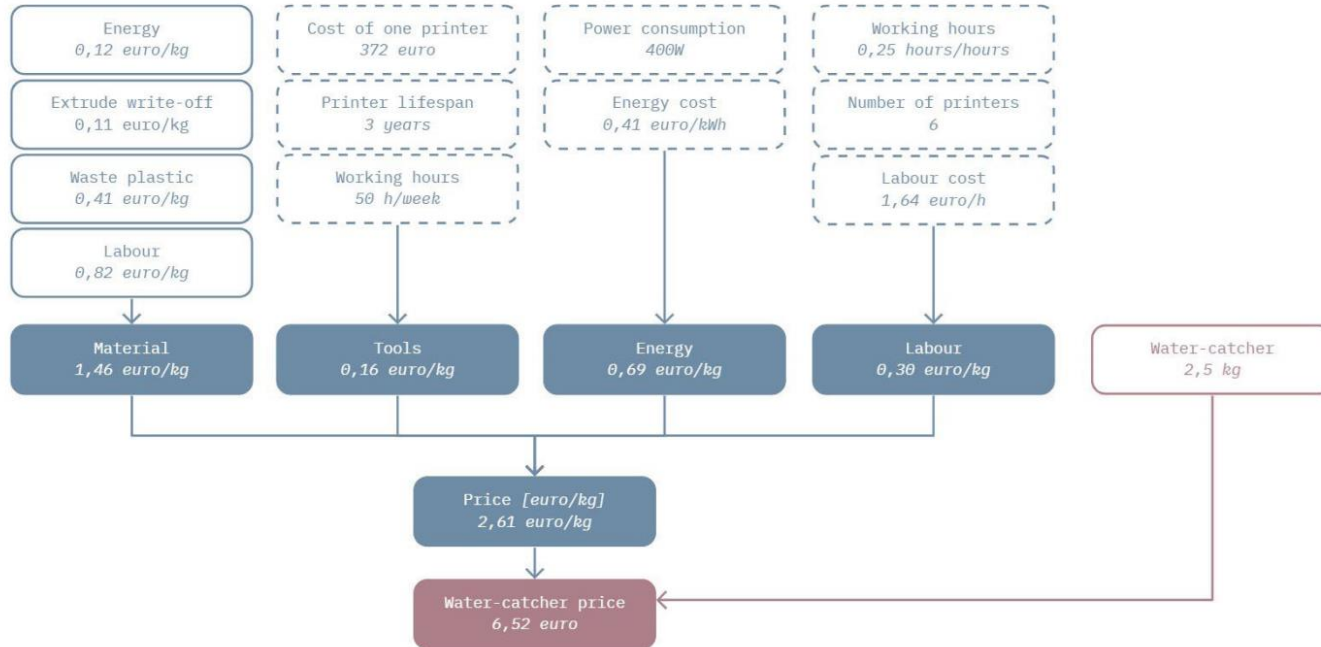 Energy
0,12 euro/kg
Extrude write-off
0,11 euro/kg
Waste plastic
0,41 euro/kg
Labour
0,82 euro/kg
Material
1,46 euro/kg
Cost of one printer
372 euro
Printer lifespan
3 years
Working hours
50 h/week
Tools
0,16 euro/kg
Power consumption
400W
Energy cost
0,41 euro/kWh
Energy
0,69 euro/kg
Working hours
0,25 hours/hours
Number of printers
6
Labour cost
1,64 euro/h
Labour
0,30 euro/kg
Water-catcher
2,5 kg
Price [euro/kg]
2,61 euro/kg
Water-catcher price
6,52 euro